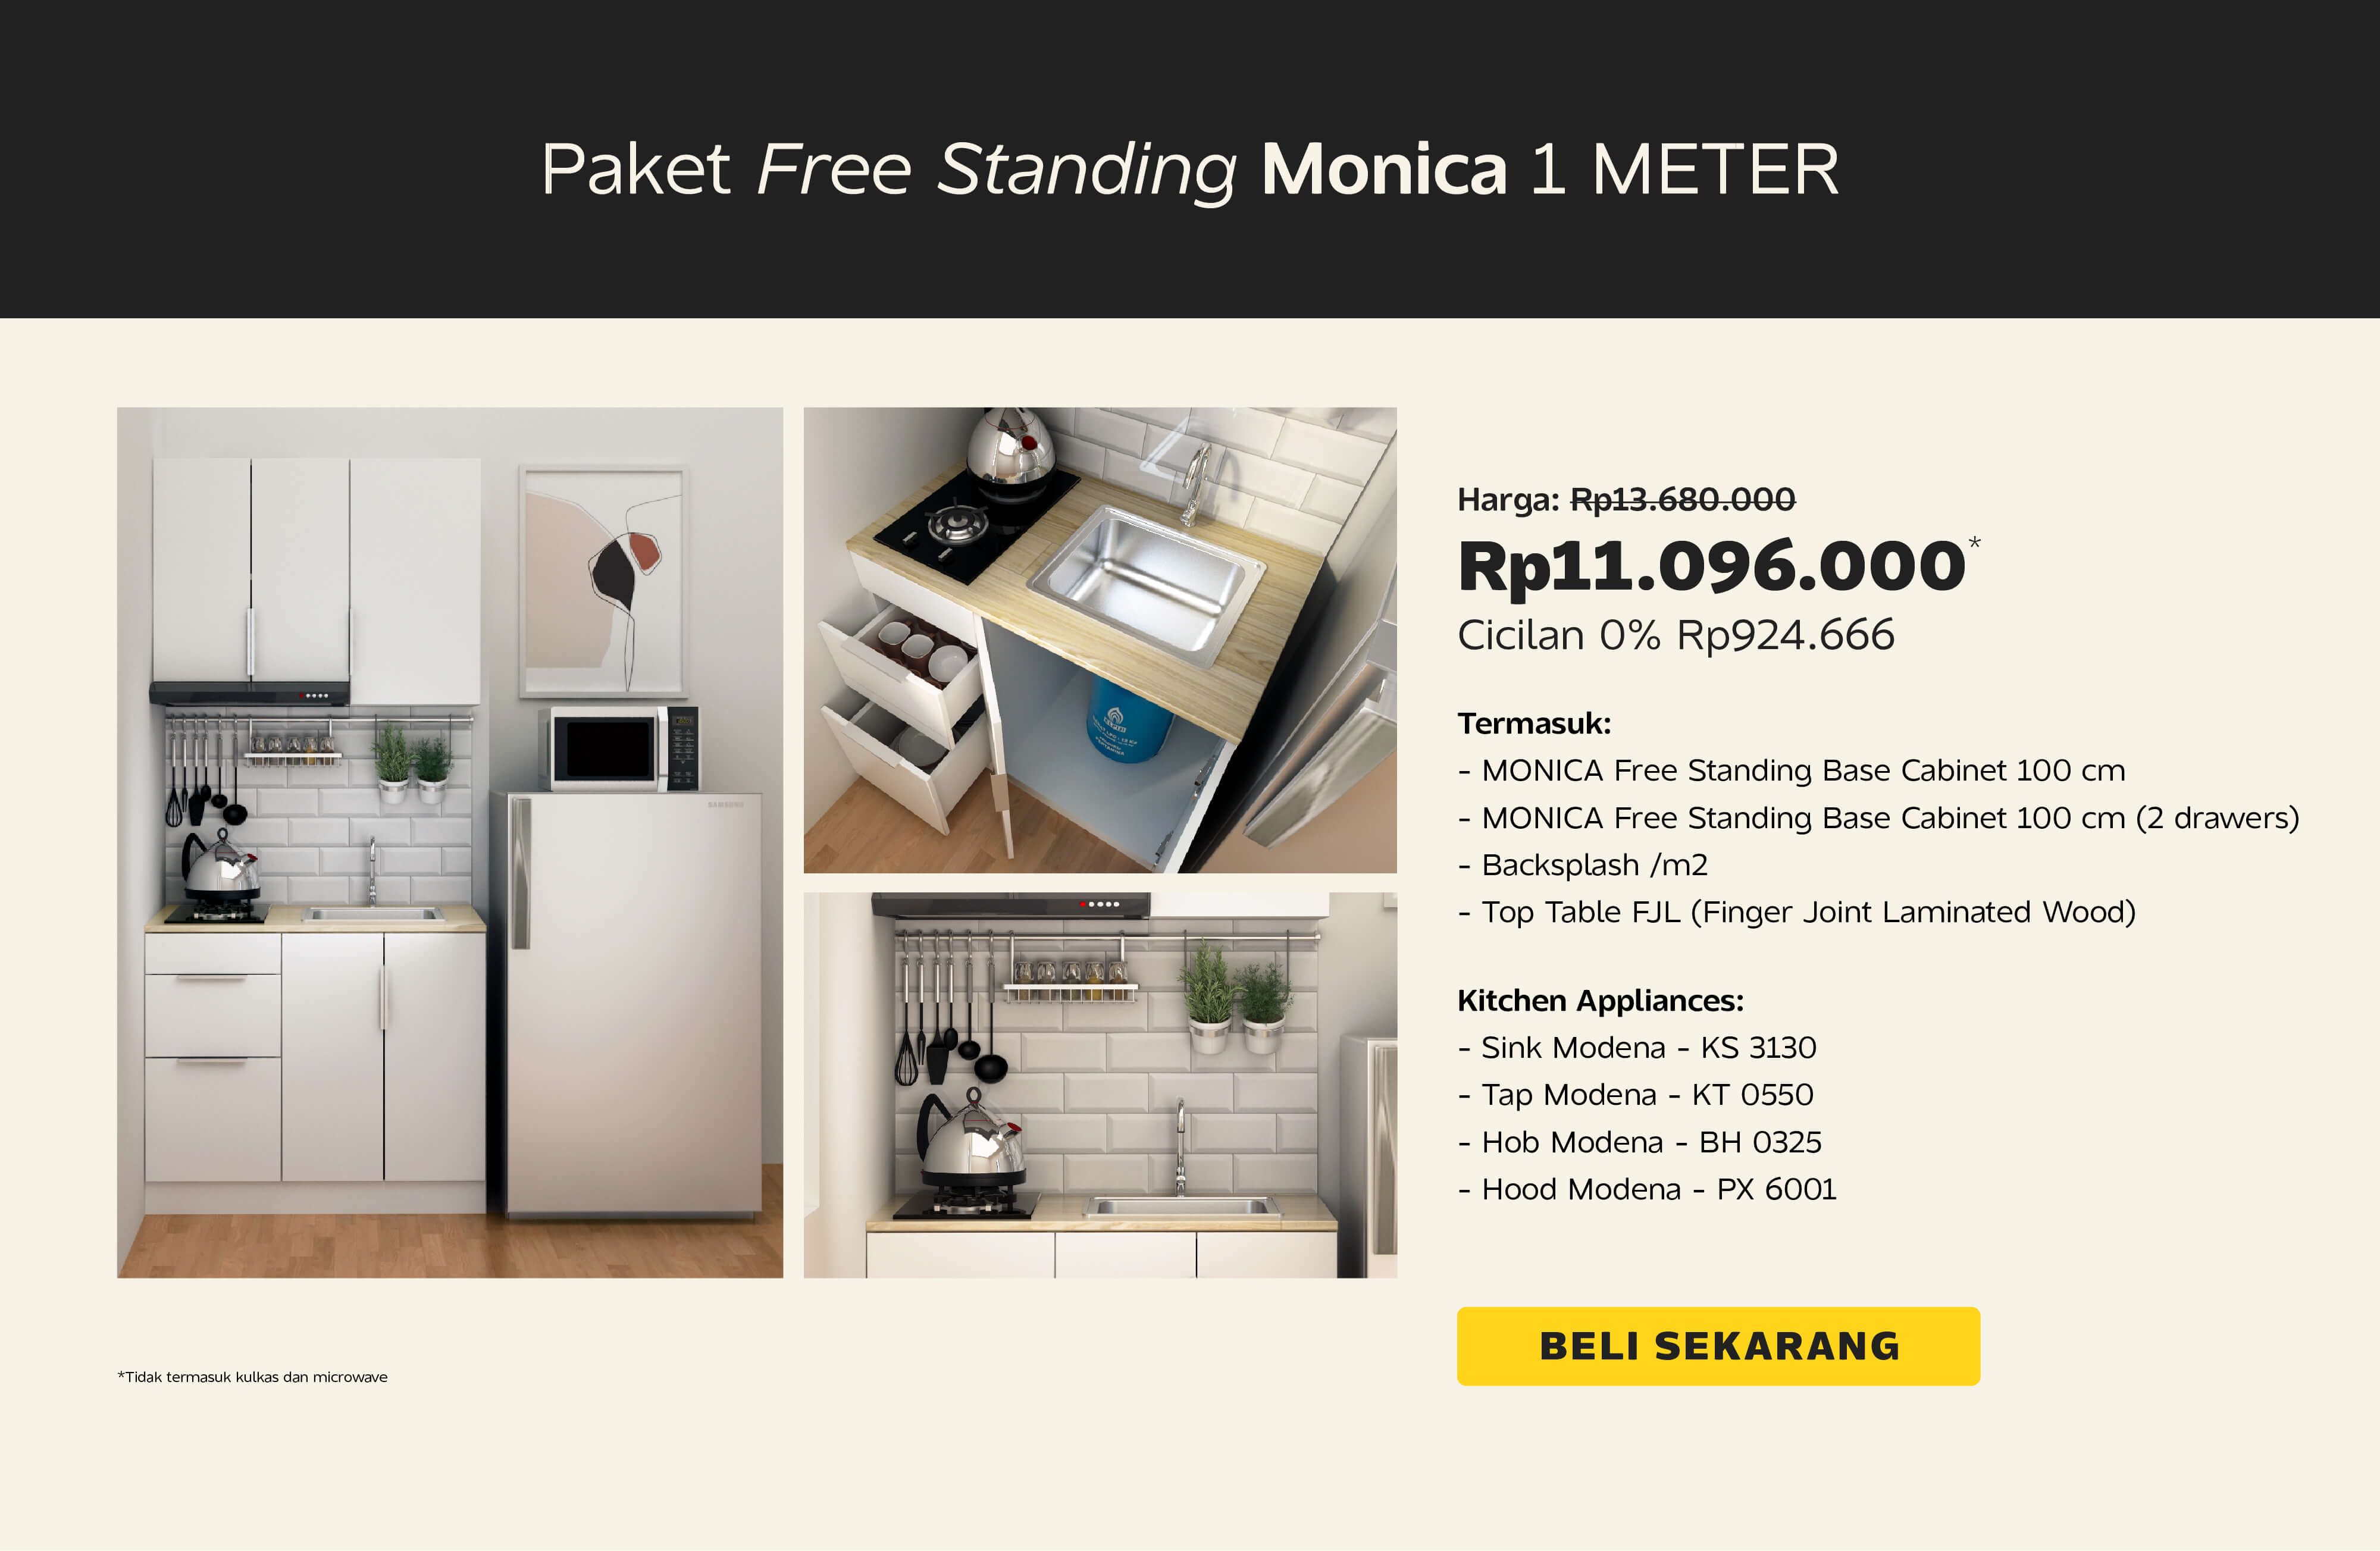 Paket Free Standing Monica 1 METER
SAMSUNG
Harga: Rp13.680.000
Rp11.096.000*
Cicilan 0% Rp924.666
Termasuk:
- MONICA Free Standing Base Cabinet 100 cm
- MONICA Free Standing Base Cabinet 100 cm (2 drawers)
- Backsplash /m2
- Top Table FJL (Finger Joint Laminated Wood)
Kitchen Appliances:
- Sink Modena - KS 3130
- Tap Modena - KT 0550
- Hob Modena - BH 0325
- Hood Modena - PX 6001
BELI SEKARANG
*Tidak termasuk kulkas dan microwave